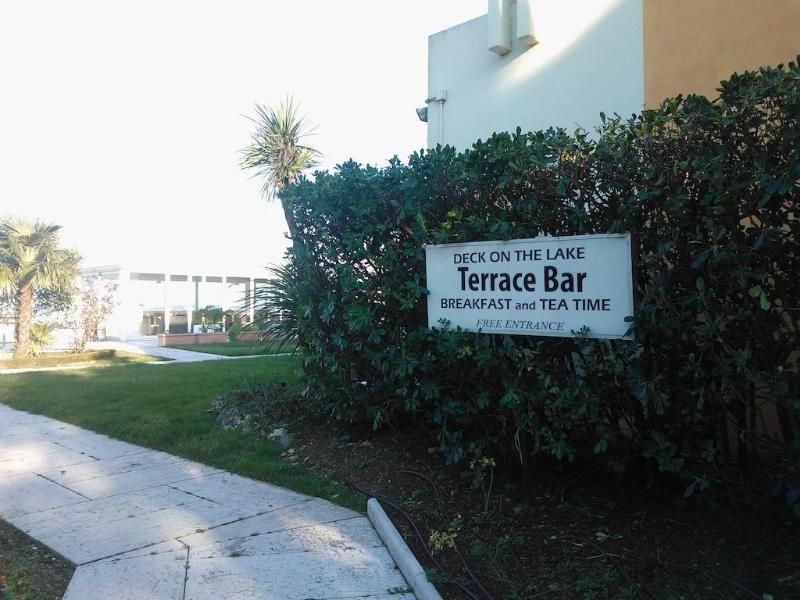 DECK ON THE LAKE
Terrace Bar
BREAKFAST and TEA TIME
FREE ENTRANCE